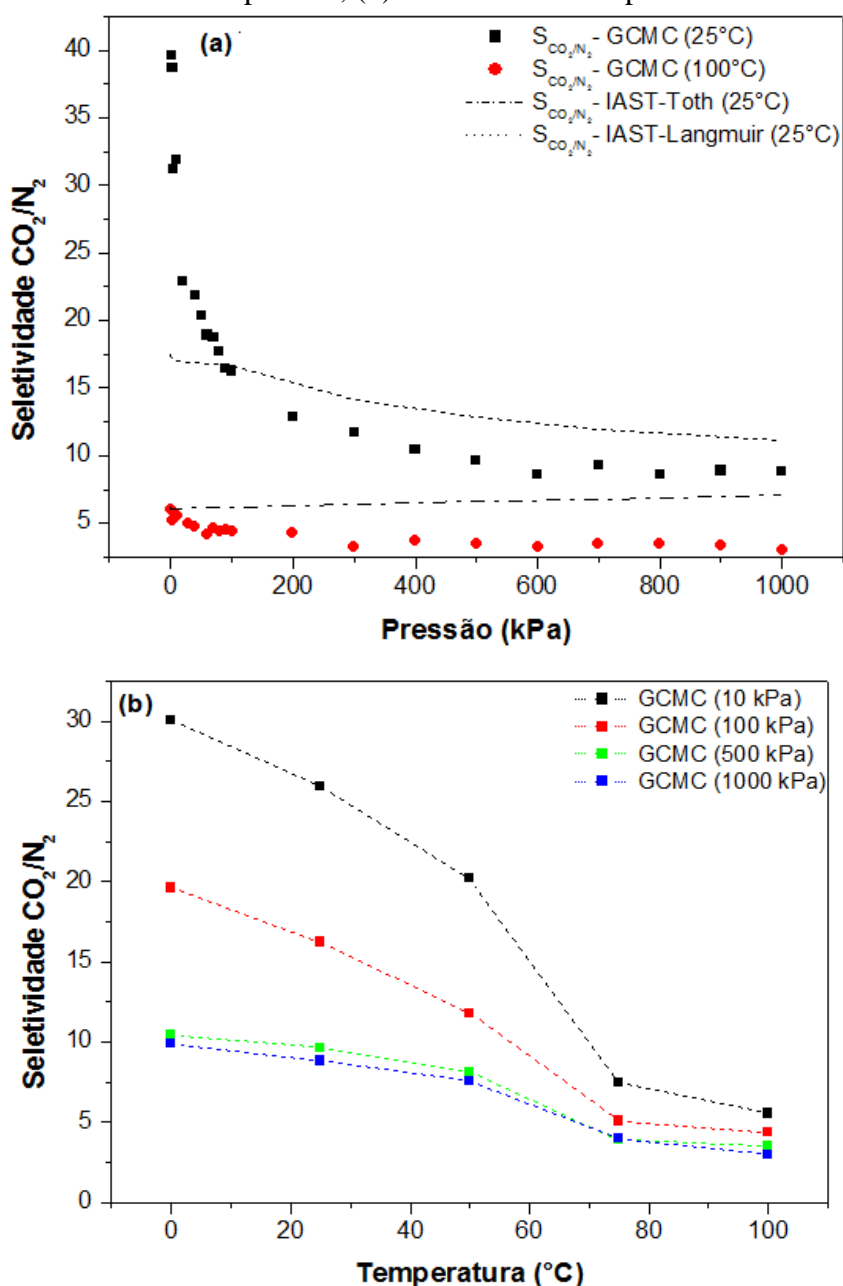 (a)
S_CO₂/N₂ - GCMC (25°C)
S_CO₂/N₂ - GCMC (100°C)
S_CO₂/N₂ - IAST-Toth (25°C)
S_CO₂/N₂ - IAST-Langmuir (25°C)
40
35
30
25
20
15
10
5
Seletividade CO₂/N₂
0 200 400 600 800 1000
Pressão (kPa)
(b)
GCMC (10 kPa)
GCMC (100 kPa)
GCMC (500 kPa)
GCMC (1000 kPa)
30
25
20
15
10
5
0
Seletividade CO₂/N₂
0 20 40 60 80 100
Temperatura (°C)